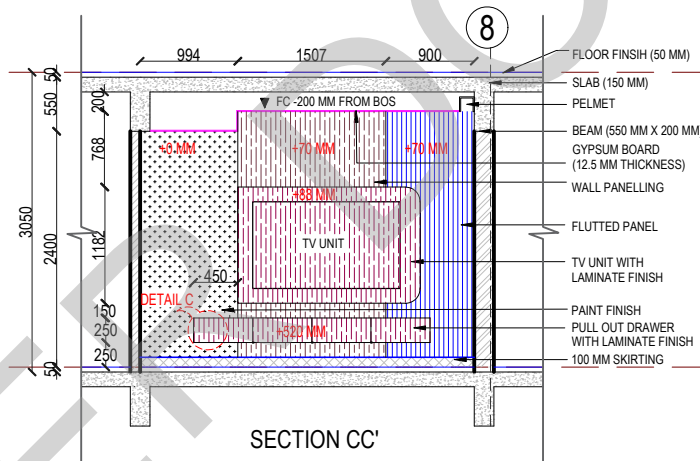 8
994
1507
900
FLOOR FINSIH (50 MM)
SLAB (150 MM)
PELMET
BEAM (550 MM X 200 MM
GYPSUM BOARD
(12.5 MM THICKNESS)
WALL PANELLING
FLUTTED PANEL
TV UNIT WITH
LAMINATE FINISH
PAINT FINISH
PULL OUT DRAWER
WITH LAMINATE FINISH
100 MM SKIRTING
FC -200 MM FROM BOS
+0 MM
+70 MM
+70 MM
+88 MM
TV UNIT
450
DETAIL C
+520 MM
50
550
3050
2400
50
200
768
1182
150
250
250
SECTION CC'